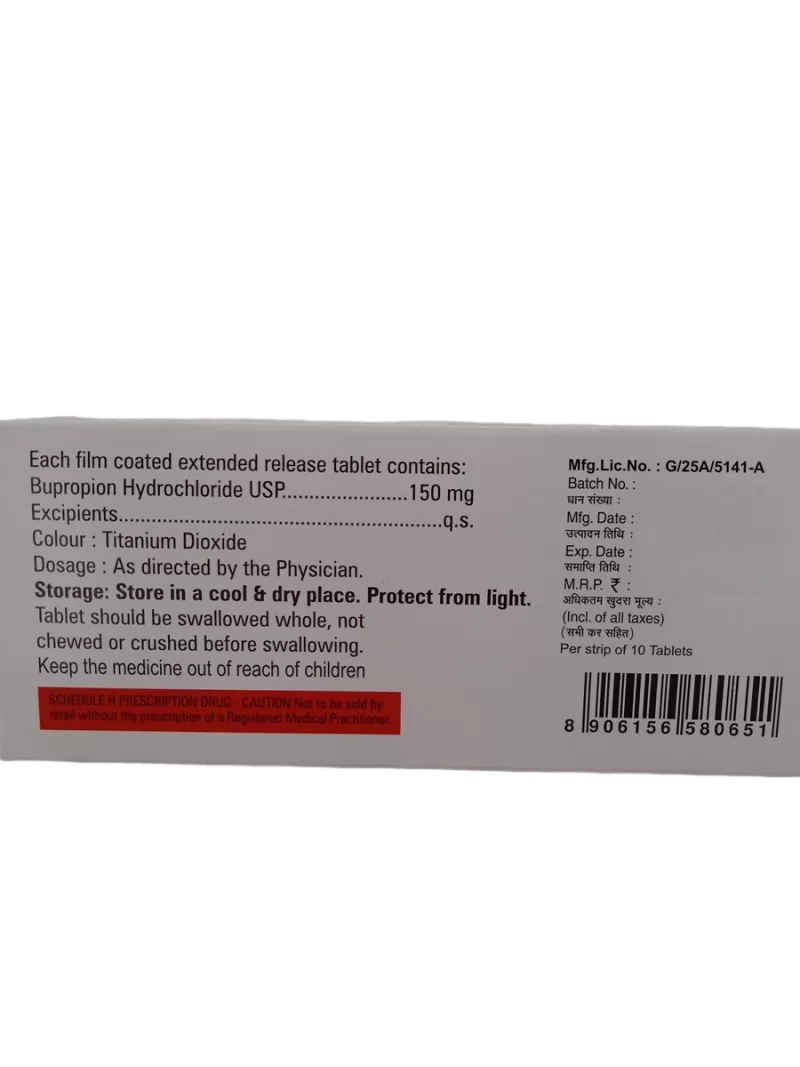 Each film coated extended release tablet contains:
Bupropion Hydrochloride USP.......................150 mg
Excipients............................................................q.s.
Colour : Titanium Dioxide
Dosage : As directed by the Physician.
Storage: Store in a cool & dry place. Protect from light.
Tablet should be swallowed whole, not
chewed or crushed before swallowing.
Keep the medicine out of reach of children
SCHEDULE H PRESCRIPTION DRUG - CAUTION Not to be sold by
retail without the prescription of a Registered Medical Practitioner.
Mfg.Lic.No. : G/25A/5141-A
Batch No. :
धान संख्या :
Mfg. Date :
उत्पादन तिथि :
Exp. Date :
समाप्ति तिथि :
M.R.P. ₹ :
अधिकतम खुदरा मूल्य :
(Incl. of all taxes)
(सभी कर सहित)
Per strip of 10 Tablets
8 906156 580651